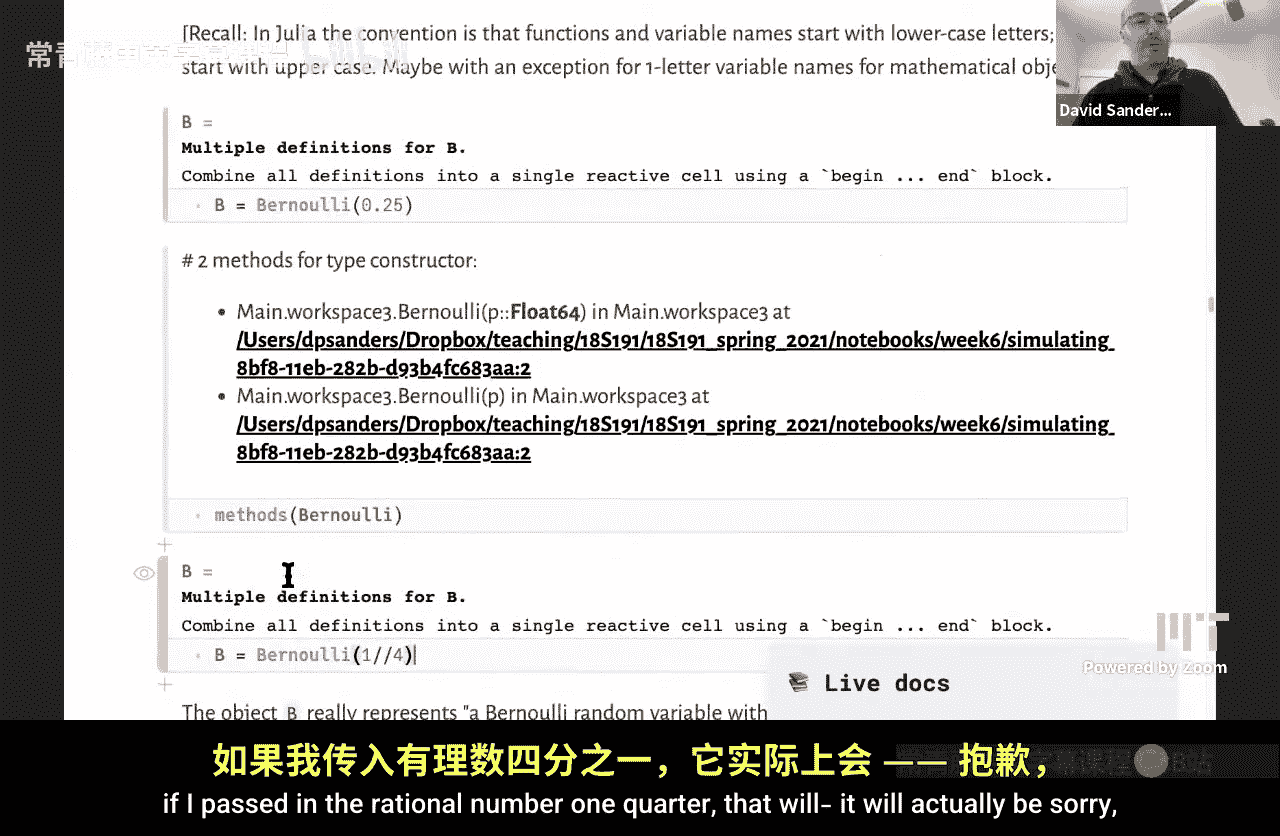 [Recall: In Julia the convention is that functions and variable names start with lower-case letters;
start with upper case. Maybe with an exception for 1-letter variable names for mathematical obje
David Sander...
B =
Multiple definitions for B.
Combine all definitions into a single reactive cell using a `begin ... end` block.
B = Bernoulli(0.25)
# 2 methods for type constructor:
• Main.workspace3.Bernoulli(p::Float64) in Main.workspace3 at
/Users/dpsanders/Dropbox/teaching/18S191/18S191_spring_2021/notebooks/week6/simulating_
8bf8-11eb-282b-d93b4fc683aa:2
• Main.workspace3.Bernoulli(p) in Main.workspace3 at
/Users/dpsanders/Dropbox/teaching/18S191/18S191_spring_2021/notebooks/week6/simulating_
8bf8-11eb-282b-d93b4fc683aa:2
methods(Bernoulli)
B =
Multiple definitions for B.
Combine all definitions into a single reactive cell using a `begin ... end` block.
B = Bernoulli(1//4)
MIT
Powered by Zoom
Live docs
The object B really represents "a Bernoulli random variable with
如果我传入有理数四分之一，它实际上会 —— 抱歉，
if I passed in the rational number one quarter, that will- it will actually be sorry,